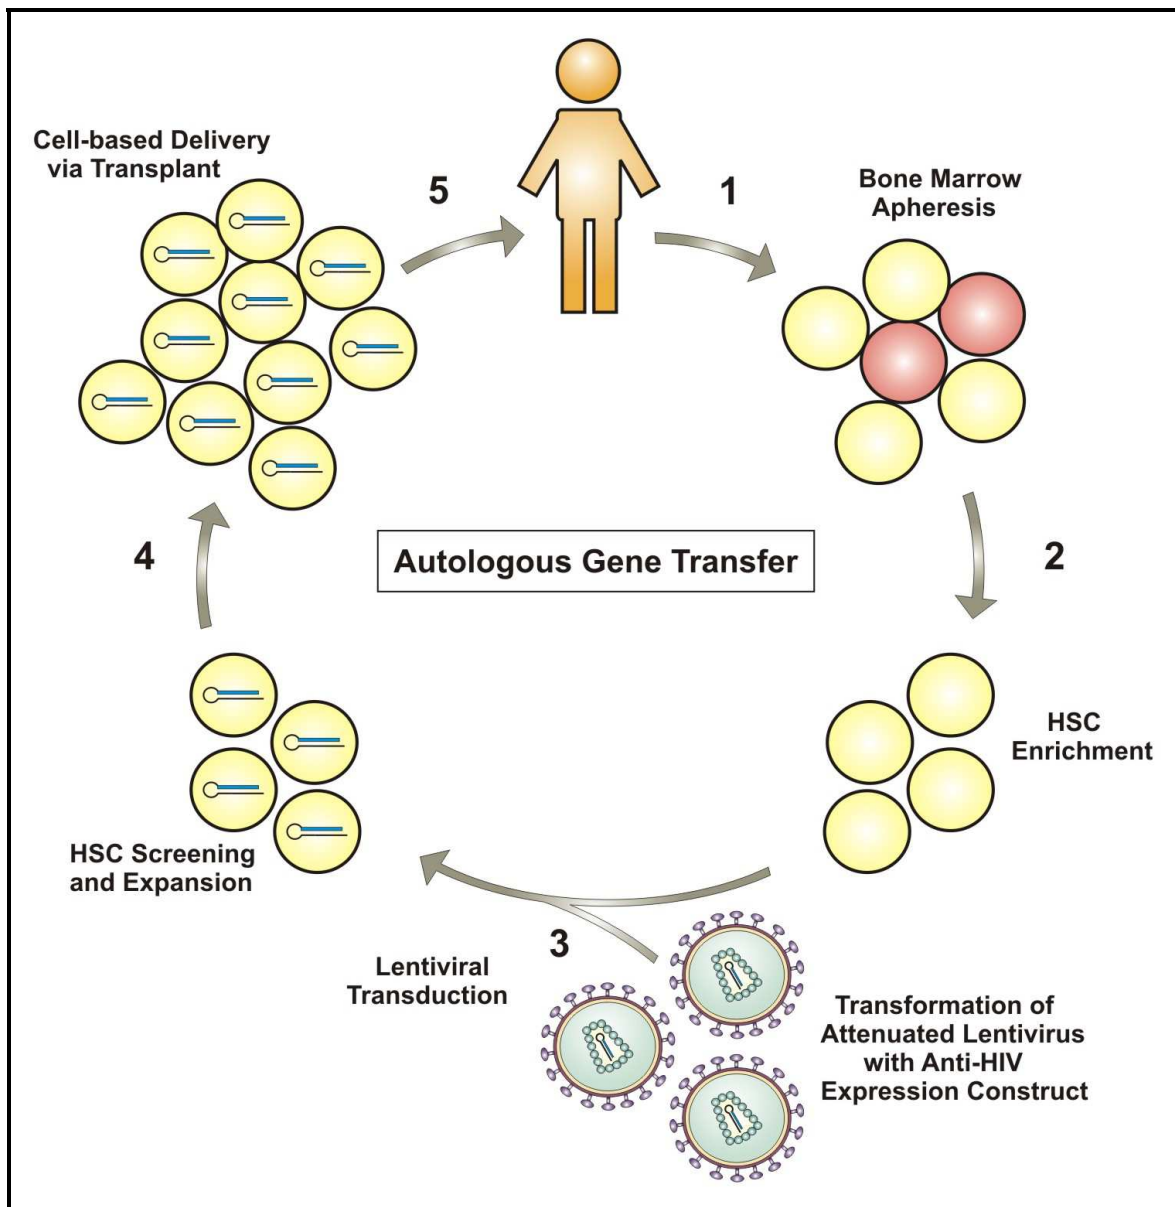 Cell-based Delivery
via Transplant
5
1
Bone Marrow
Apheresis
4
Autologous Gene Transfer
2
HSC
Enrichment
HSC Screening
and Expansion
3
Lentiviral
Transduction
Transformation of
Attenuated Lentivirus
with Anti-HIV
Expression Construct